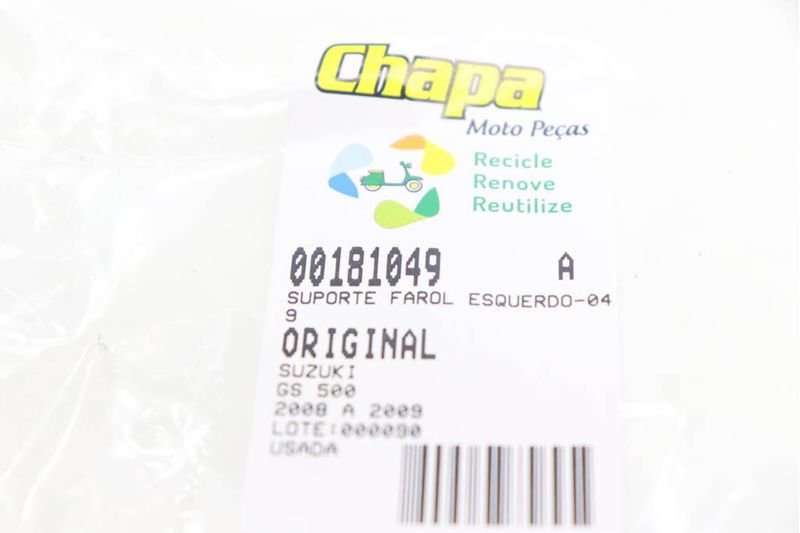 Chapa
Moto Peças
Recicle
Renove
Reutilize
00181049 A
SUPORTE FAROL ESQUERDO-04
9
ORIGINAL
SUZUKI
GS 500
2008 A 2009
LOTE:000090
USADA